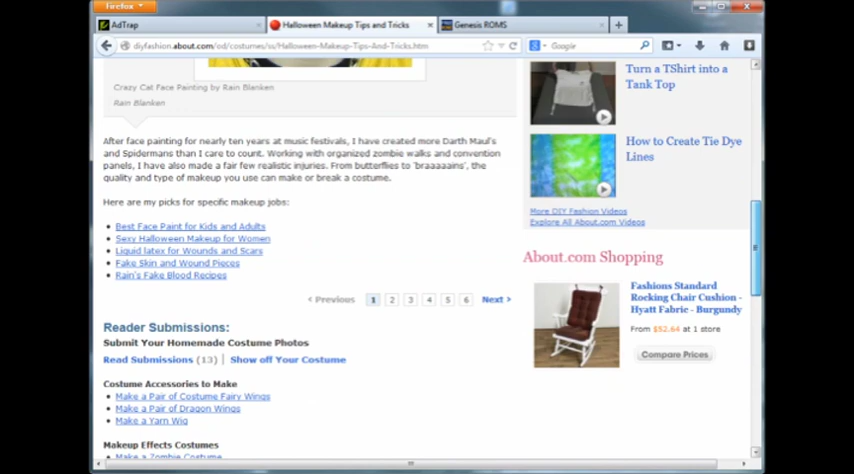 Firefox
AdTrap
Halloween Makeup Tips and Tricks
Genesis ROMS
diyfashion.about.com/od/costumes/ss/Halloween-Makeup-Tips-And-Tricks.htm
Google
Crazy Cat Face Painting by Rain Blanken
Rain Blanken
After face painting for nearly ten years at music festivals, I have created more Darth Maul's
and Spidermans than I care to count. Working with organized zombie walks and convention
panels, I have also made a fair few realistic injuries. From butterflies to 'braaaaains', the
quality and type of makeup you use can make or break a costume.
Here are my picks for specific makeup jobs:
Best Face Paint for Kids and Adults
Sexy Halloween Makeup for Women
Liquid latex for Wounds and Scars
Fake Skin and Wound Pieces
Rain's Fake Blood Recipes
< Previous 1 2 3 4 5 6 Next >
Reader Submissions:
Submit Your Homemade Costume Photos
Read Submissions (13) | Show off Your Costume
Costume Accessories to Make
Make a Pair of Costume Fairy Wings
Make a Pair of Dragon Wings
Make a Yarn Wig
Makeup Effects Costumes
Make a Zombie Costume
Turn a TShirt into a
Tank Top
How to Create Tie Dye
Lines
More DIY Fashion Videos
Explore All About.com Videos
About.com Shopping
Fashions Standard
Rocking Chair Cushion -
Hyatt Fabric - Burgundy
From $52.64 at 1 store
Compare Prices